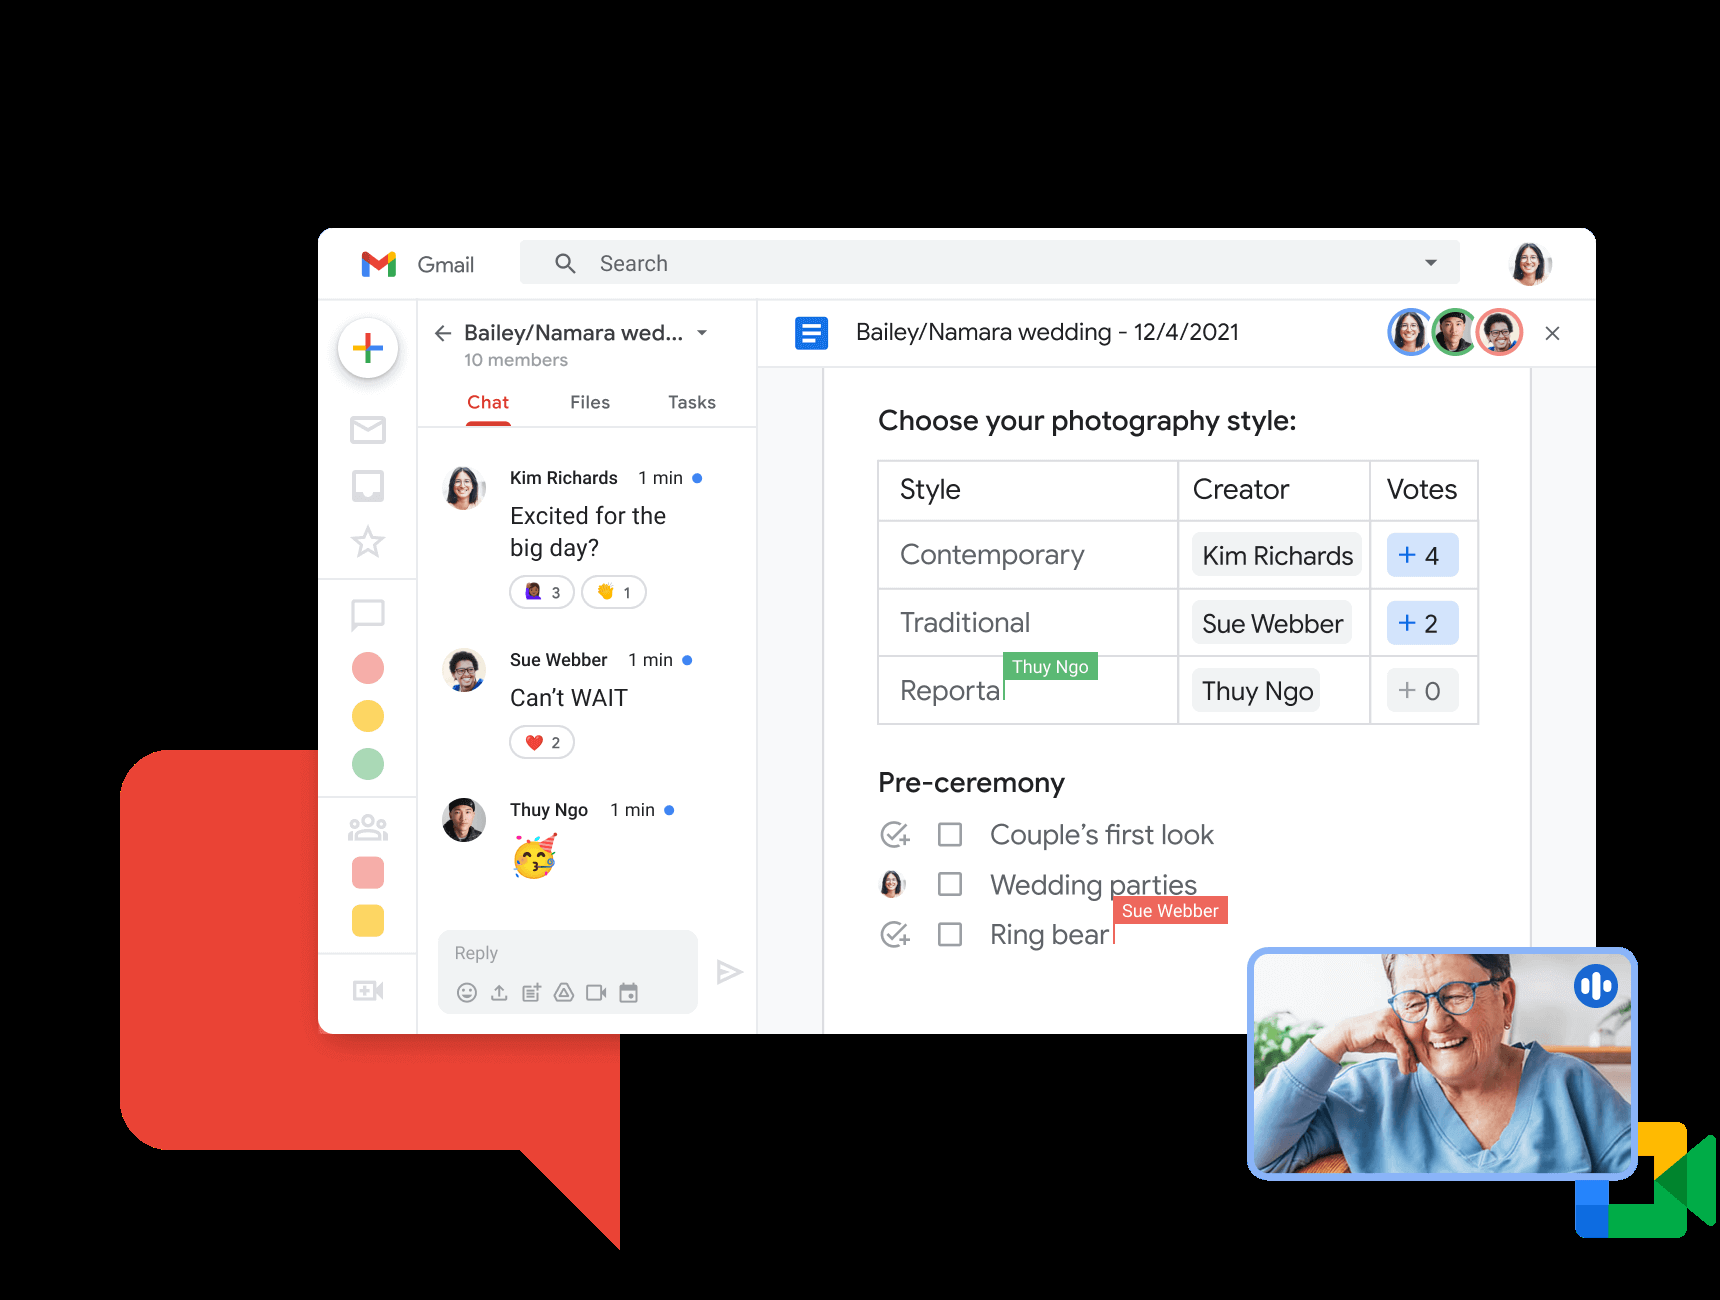 Gmail
Search
Bailey/Namara wed...
10 members
Chat Files Tasks
Kim Richards 1 min
Excited for the
big day?
3 1
Sue Webber 1 min
Can’t WAIT
2
Thuy Ngo 1 min
Reply
Bailey/Namara wedding - 12/4/2021
Choose your photography style:
Style Creator Votes
Contemporary Kim Richards + 4
Traditional Sue Webber + 2
Thuy Ngo
Reporta Thuy Ngo + 0
Pre-ceremony
Couple’s first look
Wedding parties
Sue Webber
Ring bear